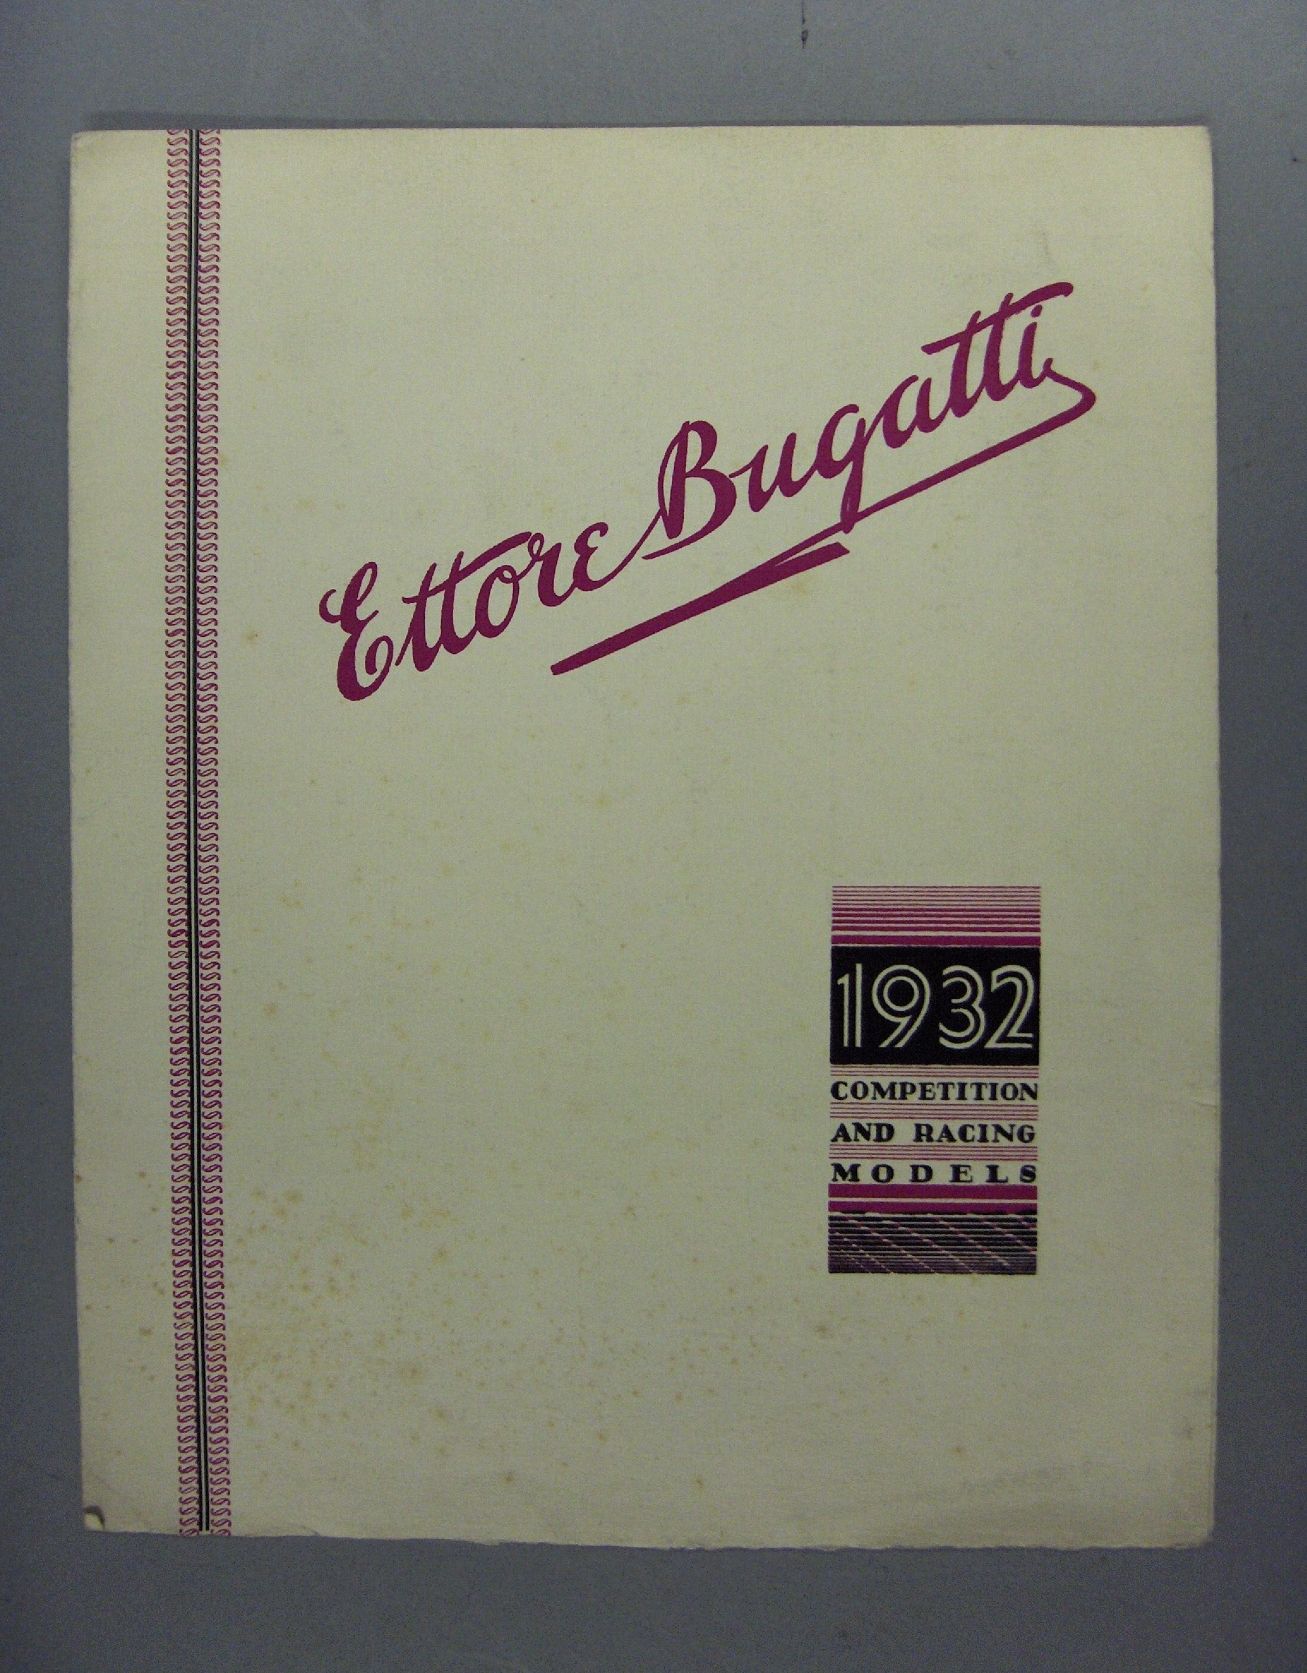 Ettore Bugatti
1932
COMPETITION
AND RACING
MODELS